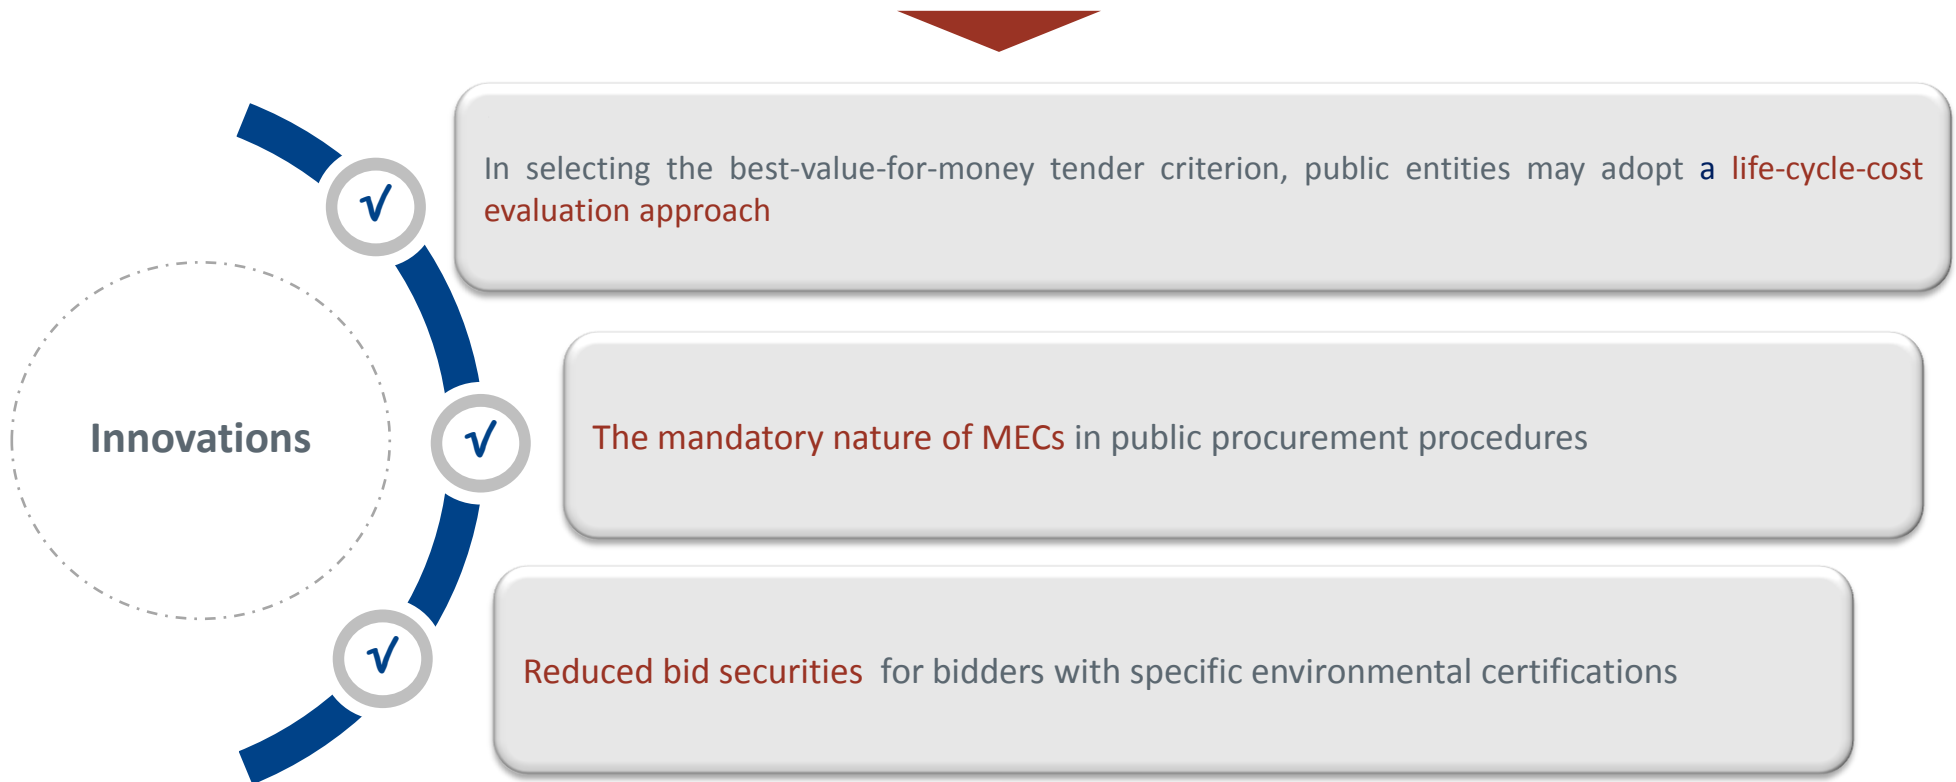 In selecting the best-value-for-money tender criterion, public entities may adopt a life-cycle-cost
evaluation approach
√
Innovations
√
The mandatory nature of MECs in public procurement procedures
√
Reduced bid securities for bidders with specific environmental certifications